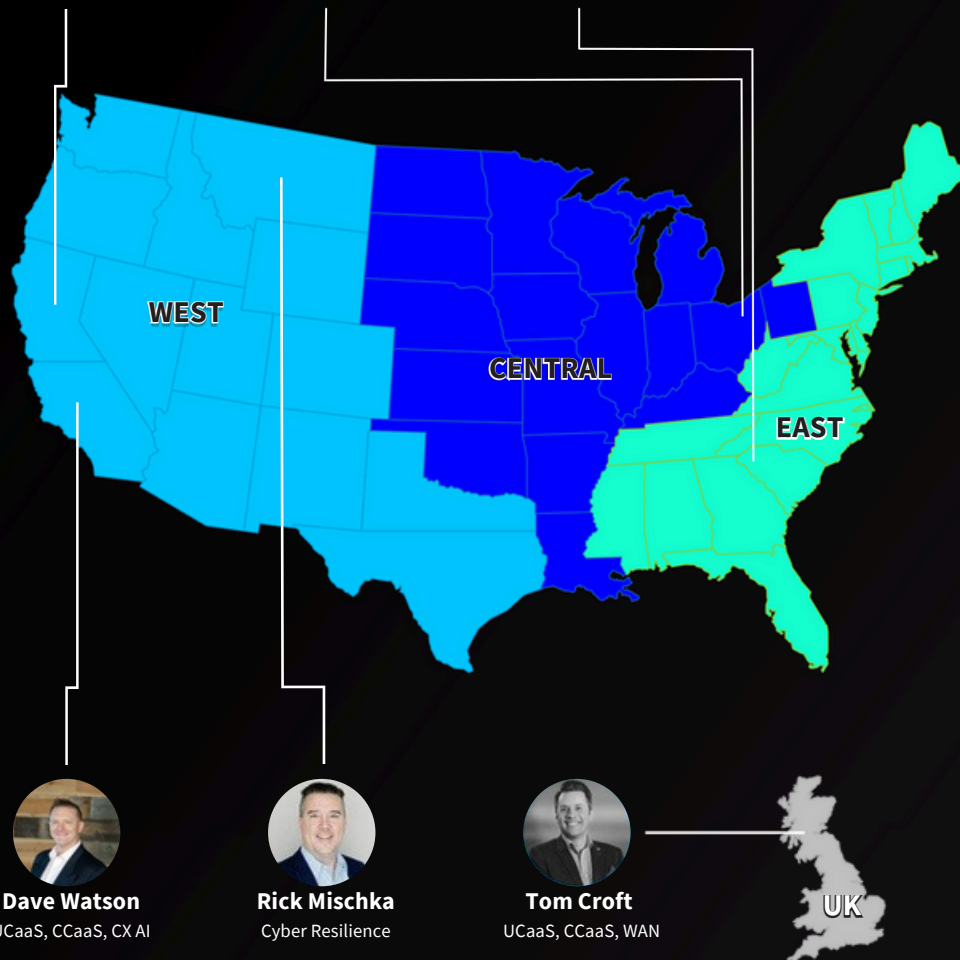 WEST
CENTRAL
EAST
Dave Watson
UCaaS, CCaaS, CX AI
Rick Mischka
Cyber Resilience
Tom Croft
UCaaS, CCaaS, WAN
UK